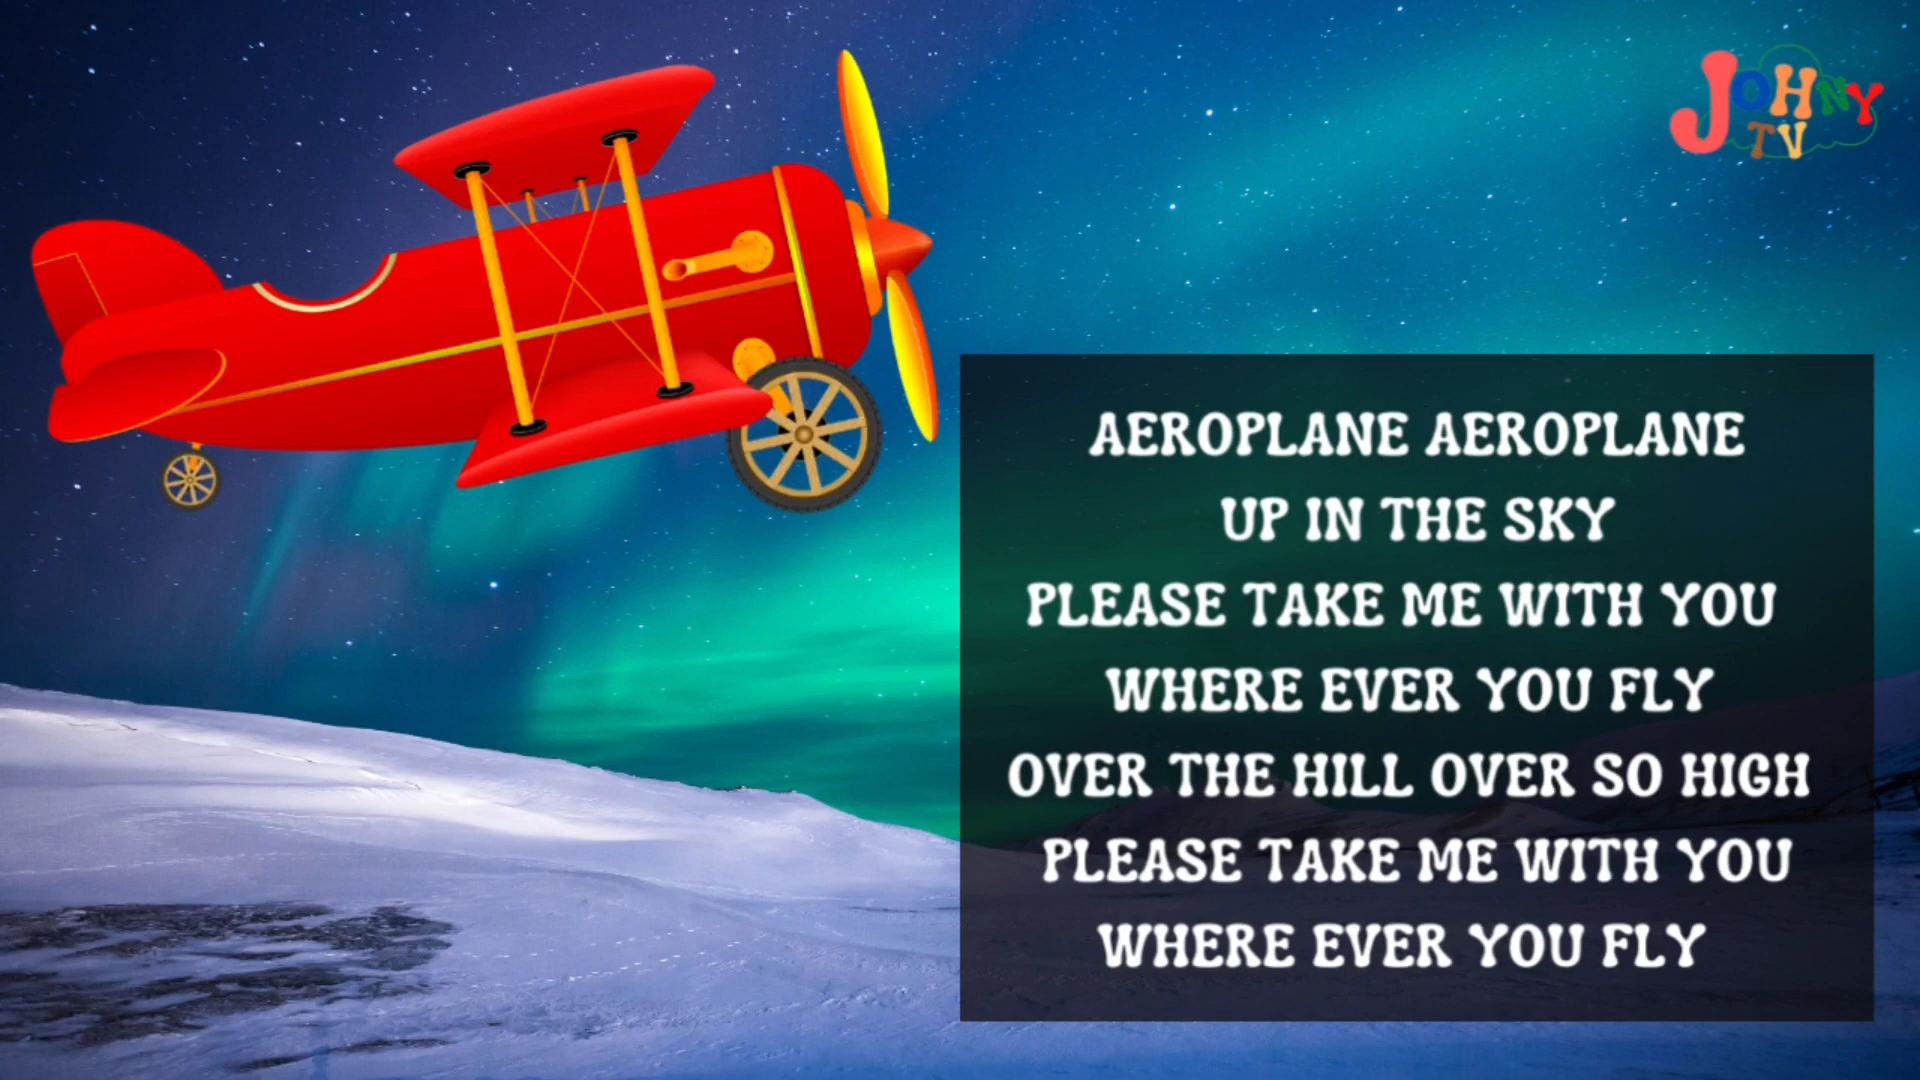 JOHNY
TV
AEROPLANE AEROPLANE
UP IN THE SKY
PLEASE TAKE ME WITH YOU
WHERE EVER YOU FLY
OVER THE HILL OVER SO HIGH
PLEASE TAKE ME WITH YOU
WHERE EVER YOU FLY